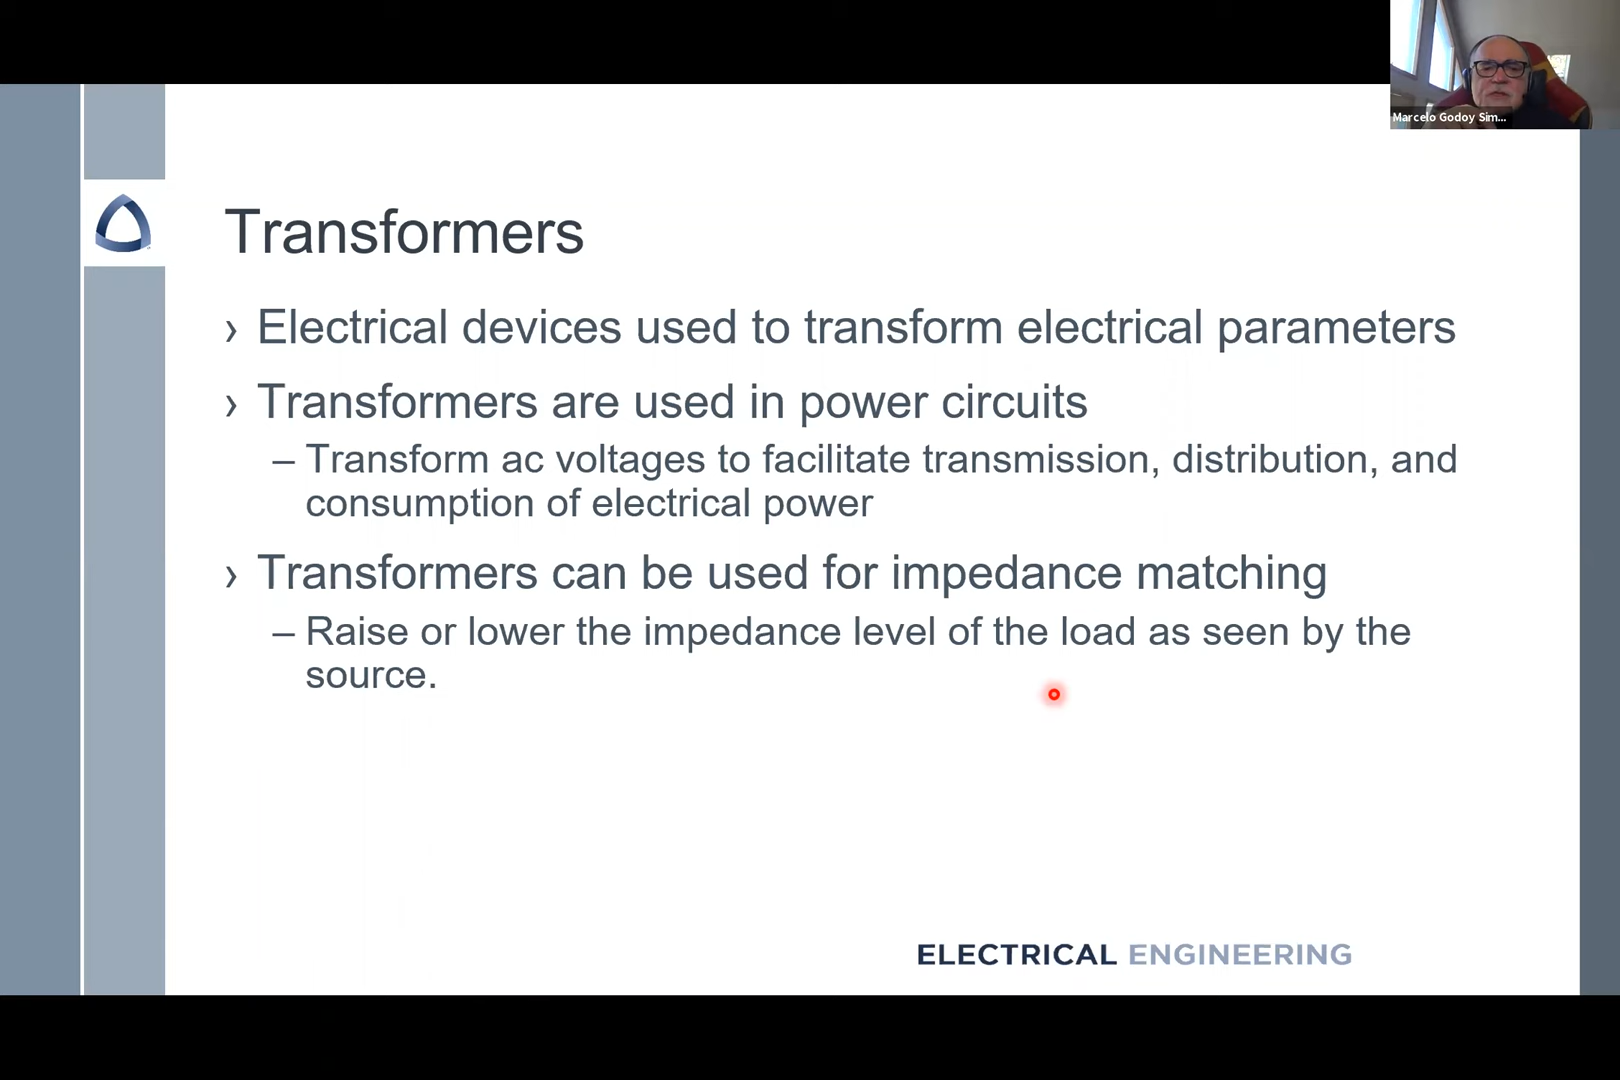 Marcelo Godoy Sim...
Transformers
› Electrical devices used to transform electrical parameters
› Transformers are used in power circuits
– Transform ac voltages to facilitate transmission, distribution, and
consumption of electrical power
› Transformers can be used for impedance matching
– Raise or lower the impedance level of the load as seen by the
source.
ELECTRICAL ENGINEERING